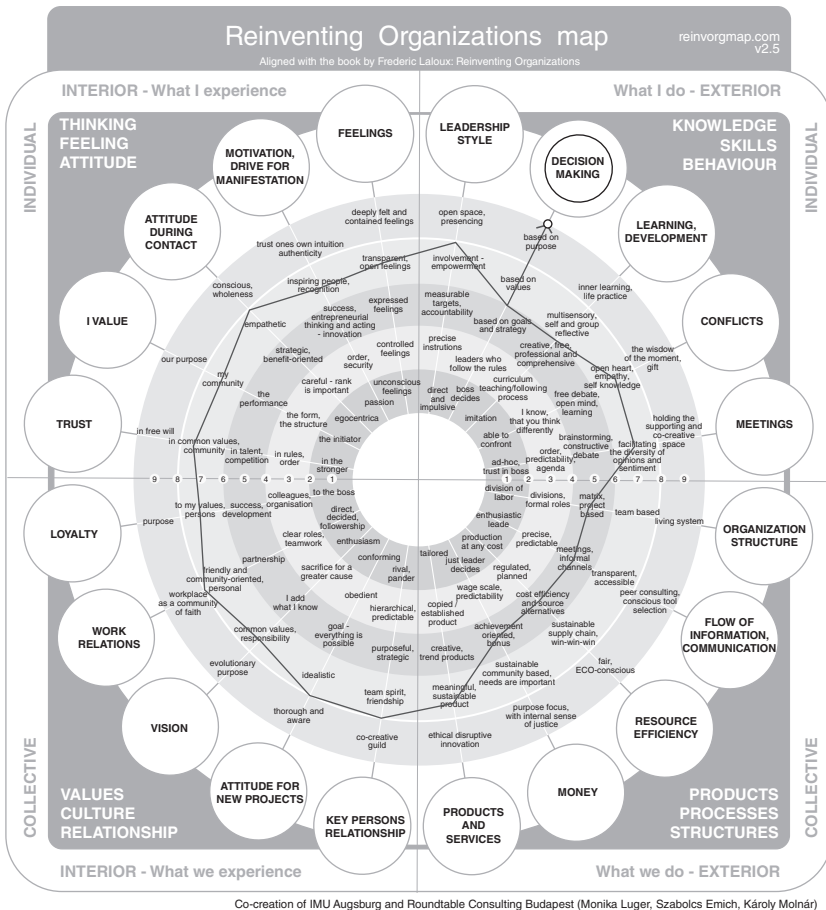 Reinventing Organizations map
Aligned with the book by Frederic Laloux: Reinventing Organizations
reinvorgmap.com
v2.5
INTERIOR - What I experience
What I do - EXTERIOR
INDIVIDUAL
INDIVIDUAL
THINKING
FEELING
ATTITUDE
KNOWLEDGE
SKILLS
BEHAVIOUR
FEELINGS
LEADERSHIP
STYLE
MOTIVATION,
DRIVE FOR
MANIFESTATION
DECISION
MAKING
ATTITUDE
DURING
CONTACT
LEARNING,
DEVELOPMENT
I VALUE
CONFLICTS
TRUST
MEETINGS
deeply felt and
contained feelings
transparent,
open feelings
expressed
feelings
controlled
feelings
unconscious
feelings
trust ones own intuition
authenticity
inspiring people,
recognition
success,
entrepreneurial
thinking and acting
- innovation
order,
security
passion
conscious,
wholeness
empathetic
strategic,
benefit-oriented
careful - rank
is important
egocentrica
our purpose
my
community
the
performance
the form,
the structure
the initiator
in free will
in common values,
community
in talent,
competition
in rules,
order
in the
stronger
open space,
presencing
involvement -
empowerment
measurable
targets,
accountability
precise
instrutions
direct
and
impulsive
based on
purpose
based on
values
based on goals
and strategy
leaders who
follow the rules
boss
decides
inner learning,
life practice
multisensory,
self and group
reflective
creative, free,
professional and
comprehensive
curriculum
teaching/following
process
imitation
the wisdom
of the moment,
gift
open heart,
empathy,
self knowledge
free debate,
open mind,
learning
I know,
that you think
differently
able to
confront
holding the
supporting and
co-creative
space
facilitating
the diversity of
opinions and
sentiment
brainstorming,
constructive
debate
order,
predictability,
agenda
ad-hoc,
trust in boss
9 8 7 6 5 4 3 2 1
1 2 3 4 5 6 7 8 9
purpose
to my values,
persons
success,
development
colleagues,
organisation
to the boss
workplace
as a community
of faith
friendly and
community-oriented,
personal
partnership
clear roles,
teamwork
direct,
decided,
followership
evolutionary
purpose
common values,
responsibility
I add
what I know
sacrifice for a
greater cause
enthusiasm
thorough and
aware
idealistic
goal -
everything is
possible
obedient
conforming
co-creative
guild
team spirit,
friendship
purposeful,
strategic
hierarchical,
predictable
rival,
pander
division of
labor
divisions,
formal roles
matrix,
project
based
team based
living system
enthusiastic
leade
precise,
predictable
meetings,
informal
channels
transparent,
accessible
peer consulting,
conscious tool
selection
production
at any cost
regulated,
planned
cost efficiency
and source
alternatives
sustainable
supply chain,
win-win-win
fair,
ECO-conscious
just leader
decides
wage scale,
predictability
achievement
oriented,
bonus
sustainable
community based,
needs are important
purpose focus,
with internal sense
of justice
tailored
copied
established
product
creative,
trend products
meaningful,
sustainable
product
ethical disruptive
innovation
LOYALTY
ORGANIZATION
STRUCTURE
WORK
RELATIONS
FLOW OF
INFORMATION,
COMMUNICATION
VISION
RESOURCE
EFFICIENCY
ATTITUDE FOR
NEW PROJECTS
MONEY
KEY PERSONS
RELATIONSHIP
PRODUCTS
AND
SERVICES
COLLECTIVE
COLLECTIVE
VALUES
CULTURE
RELATIONSHIP
PRODUCTS
PROCESSES
STRUCTURES
INTERIOR - What we experience
What we do - EXTERIOR
Co-creation of IMU Augsburg and Roundtable Consulting Budapest (Monika Luger, Szabolcs Emich, Károly Molnár)